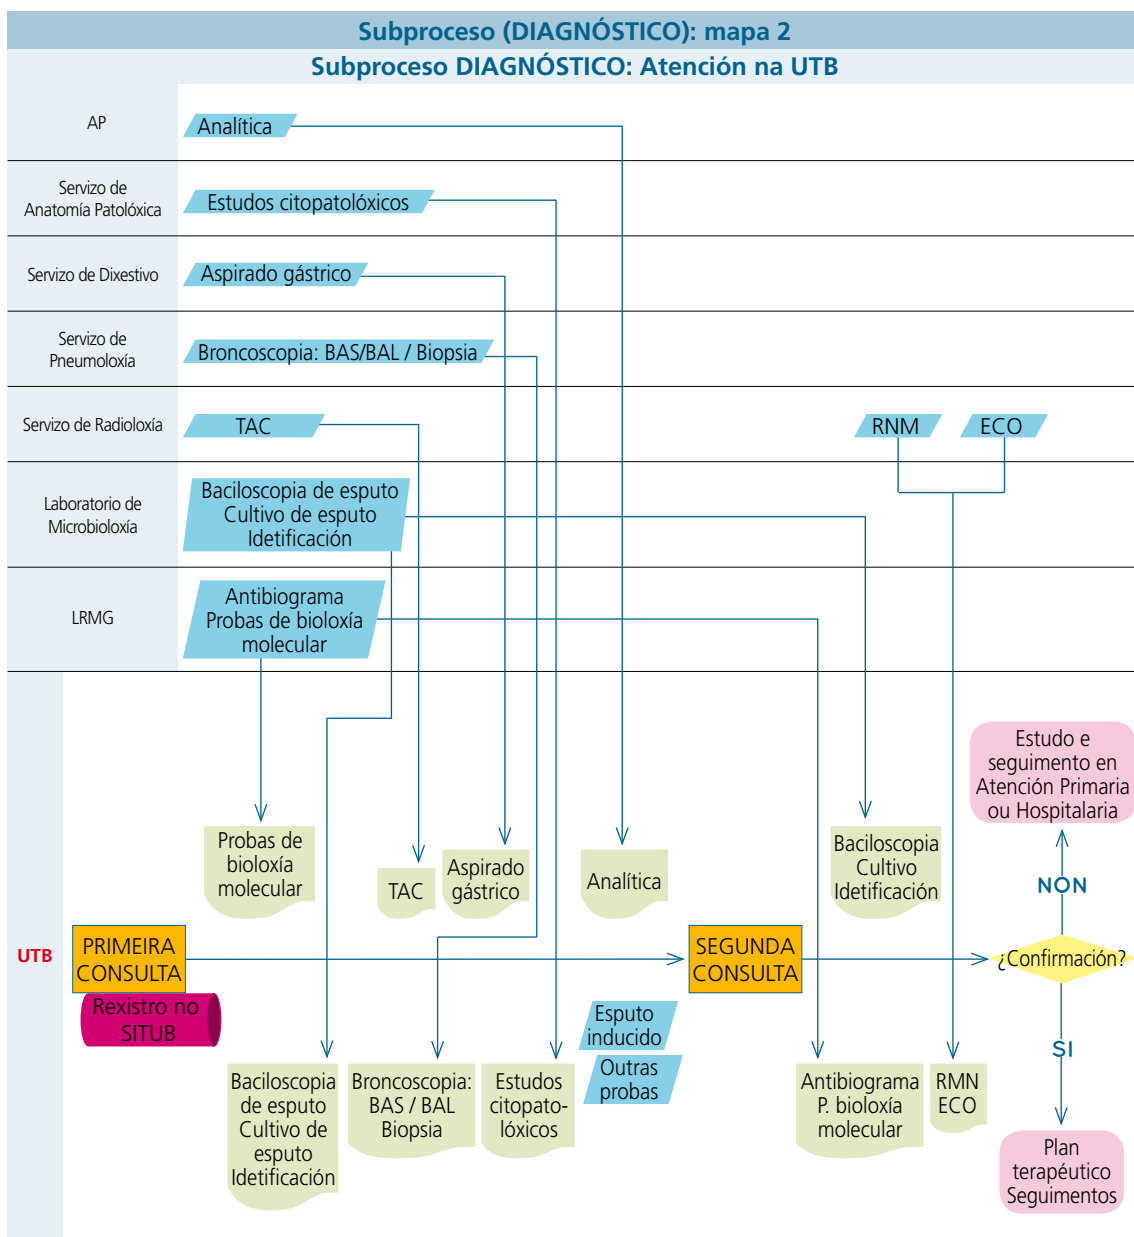 Subproceso (DIAGNÓSTICO): mapa 2
Subproceso DIAGNÓSTICO: Atención na UTB
AP
Analítica
Servizo de
Anatomía Patolóxica
Estudos citopatolóxicos
Servizo de Dixestivo
Aspirado gástrico
Servizo de
Pneumoloxía
Broncoscopia: BAS/BAL / Biopsia
Servizo de Radioloxía
TAC
RNM
ECO
Laboratorio de
Microbioloxía
Baciloscopia de esputo
Cultivo de esputo
Idetificación
LRMG
Antibiograma
Probas de bioloxía
molecular
Estudo e
seguimento en
Atención Primaria
ou Hospitalaria
Probas de
bioloxía
molecular
TAC
Aspirado
gástrico
Analítica
Baciloscopia
Cultivo
Idetificación
NON
UTB
PRIMEIRA
CONSULTA
SEGUNDA
CONSULTA
¿Confirmación?
Rexistro no
SITUB
Esputo
inducido
Outras
probas
SI
Baciloscopia
de esputo
Cultivo de
esputo
Idetificación
Broncoscopia:
BAS / BAL
Biopsia
Estudos
citopato-
lóxicos
Antibiograma
P. bioloxía
molecular
RMN
ECO
Plan
terapéutico
Seguimentos